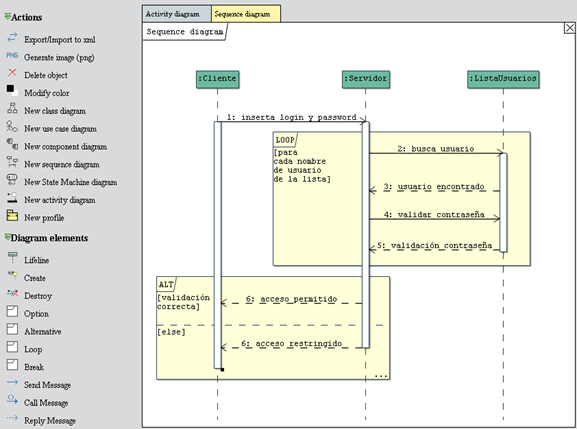 Actions
Export/Import to xml
PNG
Generate image (png)
Delete object
Modify color
New class diagram
New use case diagram
New component diagram
New sequence diagram
New State Machine diagram
New activity diagram
New profile
Diagram elements
Lifeline
Create
Destroy
Option
Alternative
Loop
Break
Send Message
Call Message
Reply Message
Activity diagram
Sequence diagram
Sequence diagram
:Cliente
:Servidor
:ListaUsuarios
1: inserta login y password
LOOP
[para
cada nombre
de usuario
de la lista]
2: busca usuario
3: usuario encontrado
4: validar contraseña
5: validación contraseña
ALT
[validación
correcta]
6: acceso permitido
[else]
6: acceso restringido
...